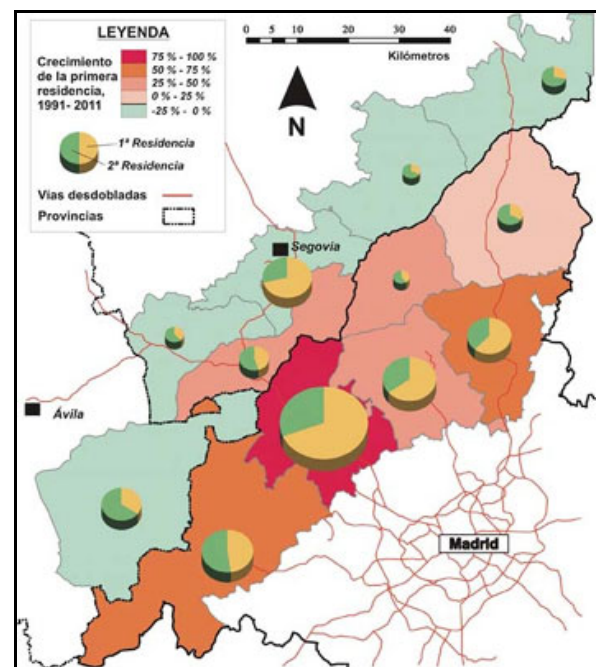 LEYENDA
Crecimiento
de la primera
residencia,
1991- 2011
75 % - 100 %
50 % - 75 %
25 % - 50 %
0 % - 25 %
-25 % - 0 %
1ª Residencia
2ª Residencia
Vias desdobladas
Provincias
0 5 10 20 30 40
Kilómetros
N
Segovia
Ávila
Madrid